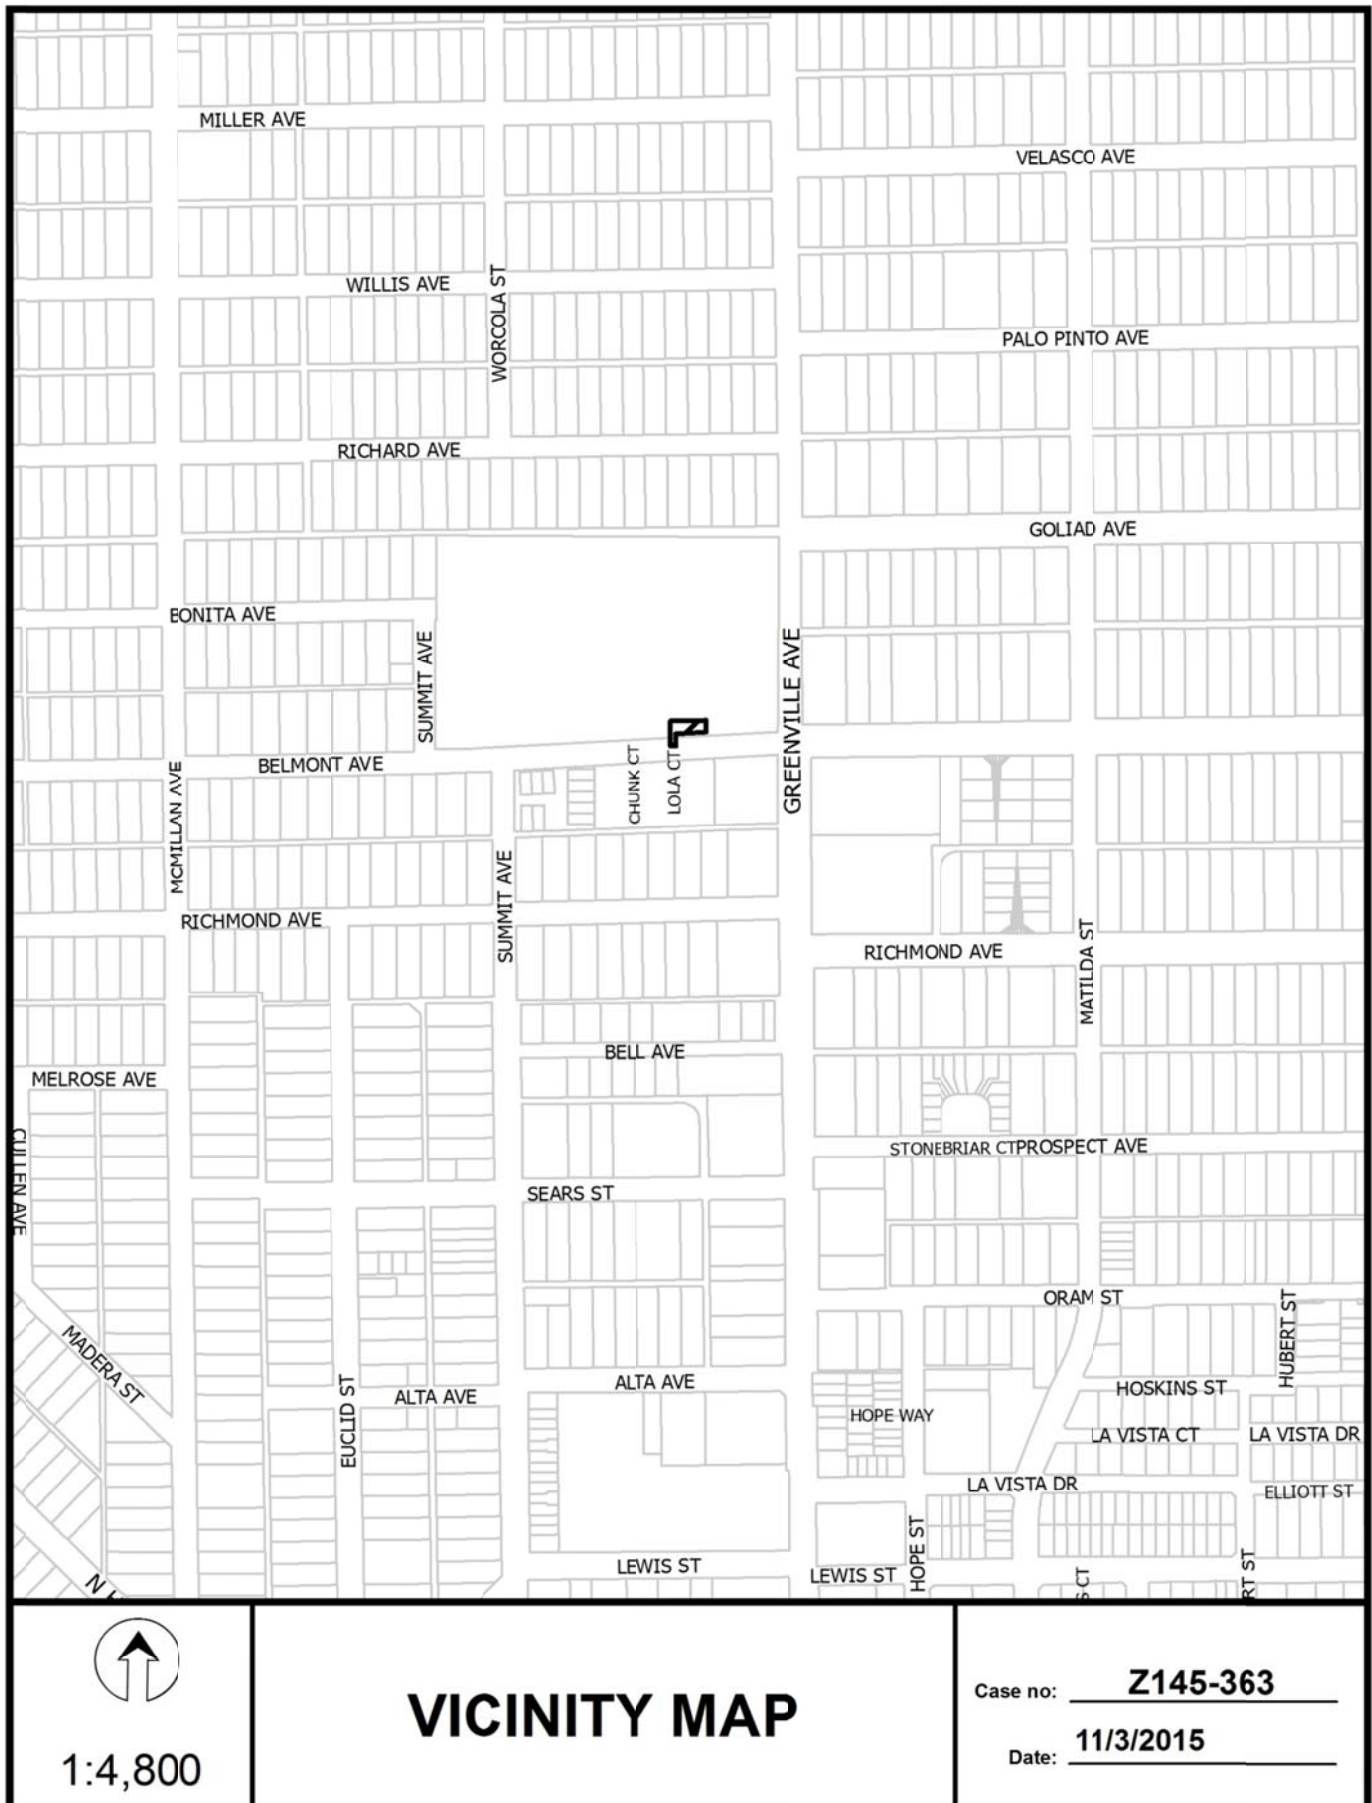 MILLER AVE
VELASCO AVE
WILLIS AVE
WORCOLA ST
PALO PINTO AVE
RICHARD AVE
GOLIAD AVE
BONITA AVE
SUMMIT AVE
GREENVILLE AVE
BELMONT AVE
CHUNK CT
LOLA CT
MCMILLAN AVE
SUMMIT AVE
RICHMOND AVE
RICHMOND AVE
MATILDA ST
BELL AVE
MELROSE AVE
CULLEN AVE
STONEBRIAR CT
PROSPECT AVE
SEARS ST
ORAM ST
HUBERT ST
MADERA ST
EUCLID ST
ALTA AVE
ALTA AVE
HOSKINS ST
HOPE WAY
LA VISTA CT
LA VISTA DR
LA VISTA DR
ELLIOTT ST
HOPE ST
LEWIS ST
LEWIS ST
N
CT
RT ST
1:4,800
VICINITY MAP
Case no: Z145-363
Date: 11/3/2015